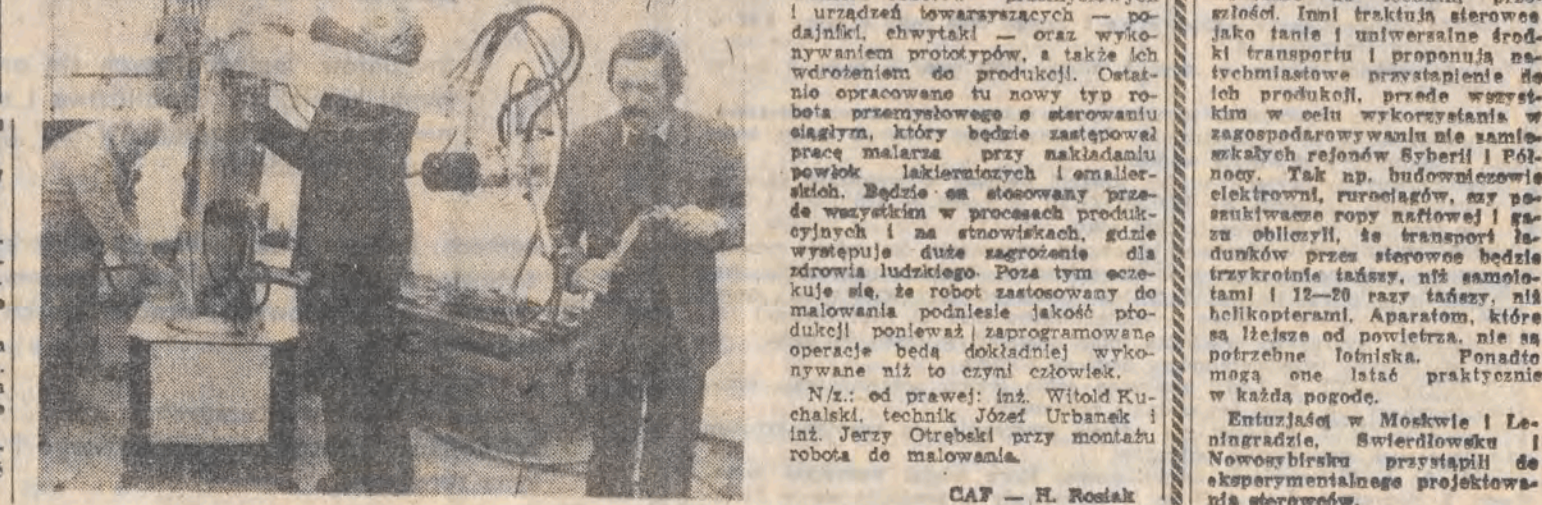 i urządzeń towarzyszących — po-
dajniki, chwytaki — oraz wyko-
nywaniem prototypów, a także ich
wdrożeniem do produkcji. Ostat-
nio opracowano tu nowy typ ro-
bota przemysłowego o sterowaniu
ciągłym, który będzie zastępował
pracę malarza przy nakładaniu
powłok lakierniczych i emalier-
skich. Będzie on stosowany prze-
de wszystkim w procesach produk-
cyjnych i na stnowiskach, gdzie
występuje duże zagrożenie dla
zdrowia ludzkiego. Poza tym ocze-
kuje się, że robot zastosowany do
malowania podniesie jakość pro-
dukcji ponieważ zaprogramowane
operacje będą dokładniej wyko-
nywane niż to czyni człowiek.
N/z.: od prawej: inż. Witold Ku-
chalski, technik Józef Urbanek i
inż. Jerzy Otrębski przy montażu
robota do malowania.
CAF — H. Rosiak
szłości. Inni traktują sterowce
jako tanie i uniwersalne środ-
ki transportu i proponują na-
tychmiastowe przystąpienie do
ich produkcji, przede wszyst-
kim w celu wykorzystania w
zagospodarowywaniu nie zamie-
szkałych rejonów Syberii i Pół-
nocy. Tak np. budowniczowie
elektrowni, rurociągów, czy po-
szukiwacze ropy naftowej i ga-
zu obliczyli, że transport ła-
dunków przez sterowce będzie
trzykrotnie tańszy, niż samolo-
tami i 12—20 razy tańszy, niż
helikopterami. Aparatom, które
są lżejsze od powietrza, nie są
potrzebne lotniska. Ponadto
mogą one latać praktycznie
w każdą pogodę.
Entuzjaści w Moskwie i Le-
ningradzie, Swierdłowsku i
Nowosybirsku przystąpili do
eksperymentalnego projektowa-
nia sterowców.